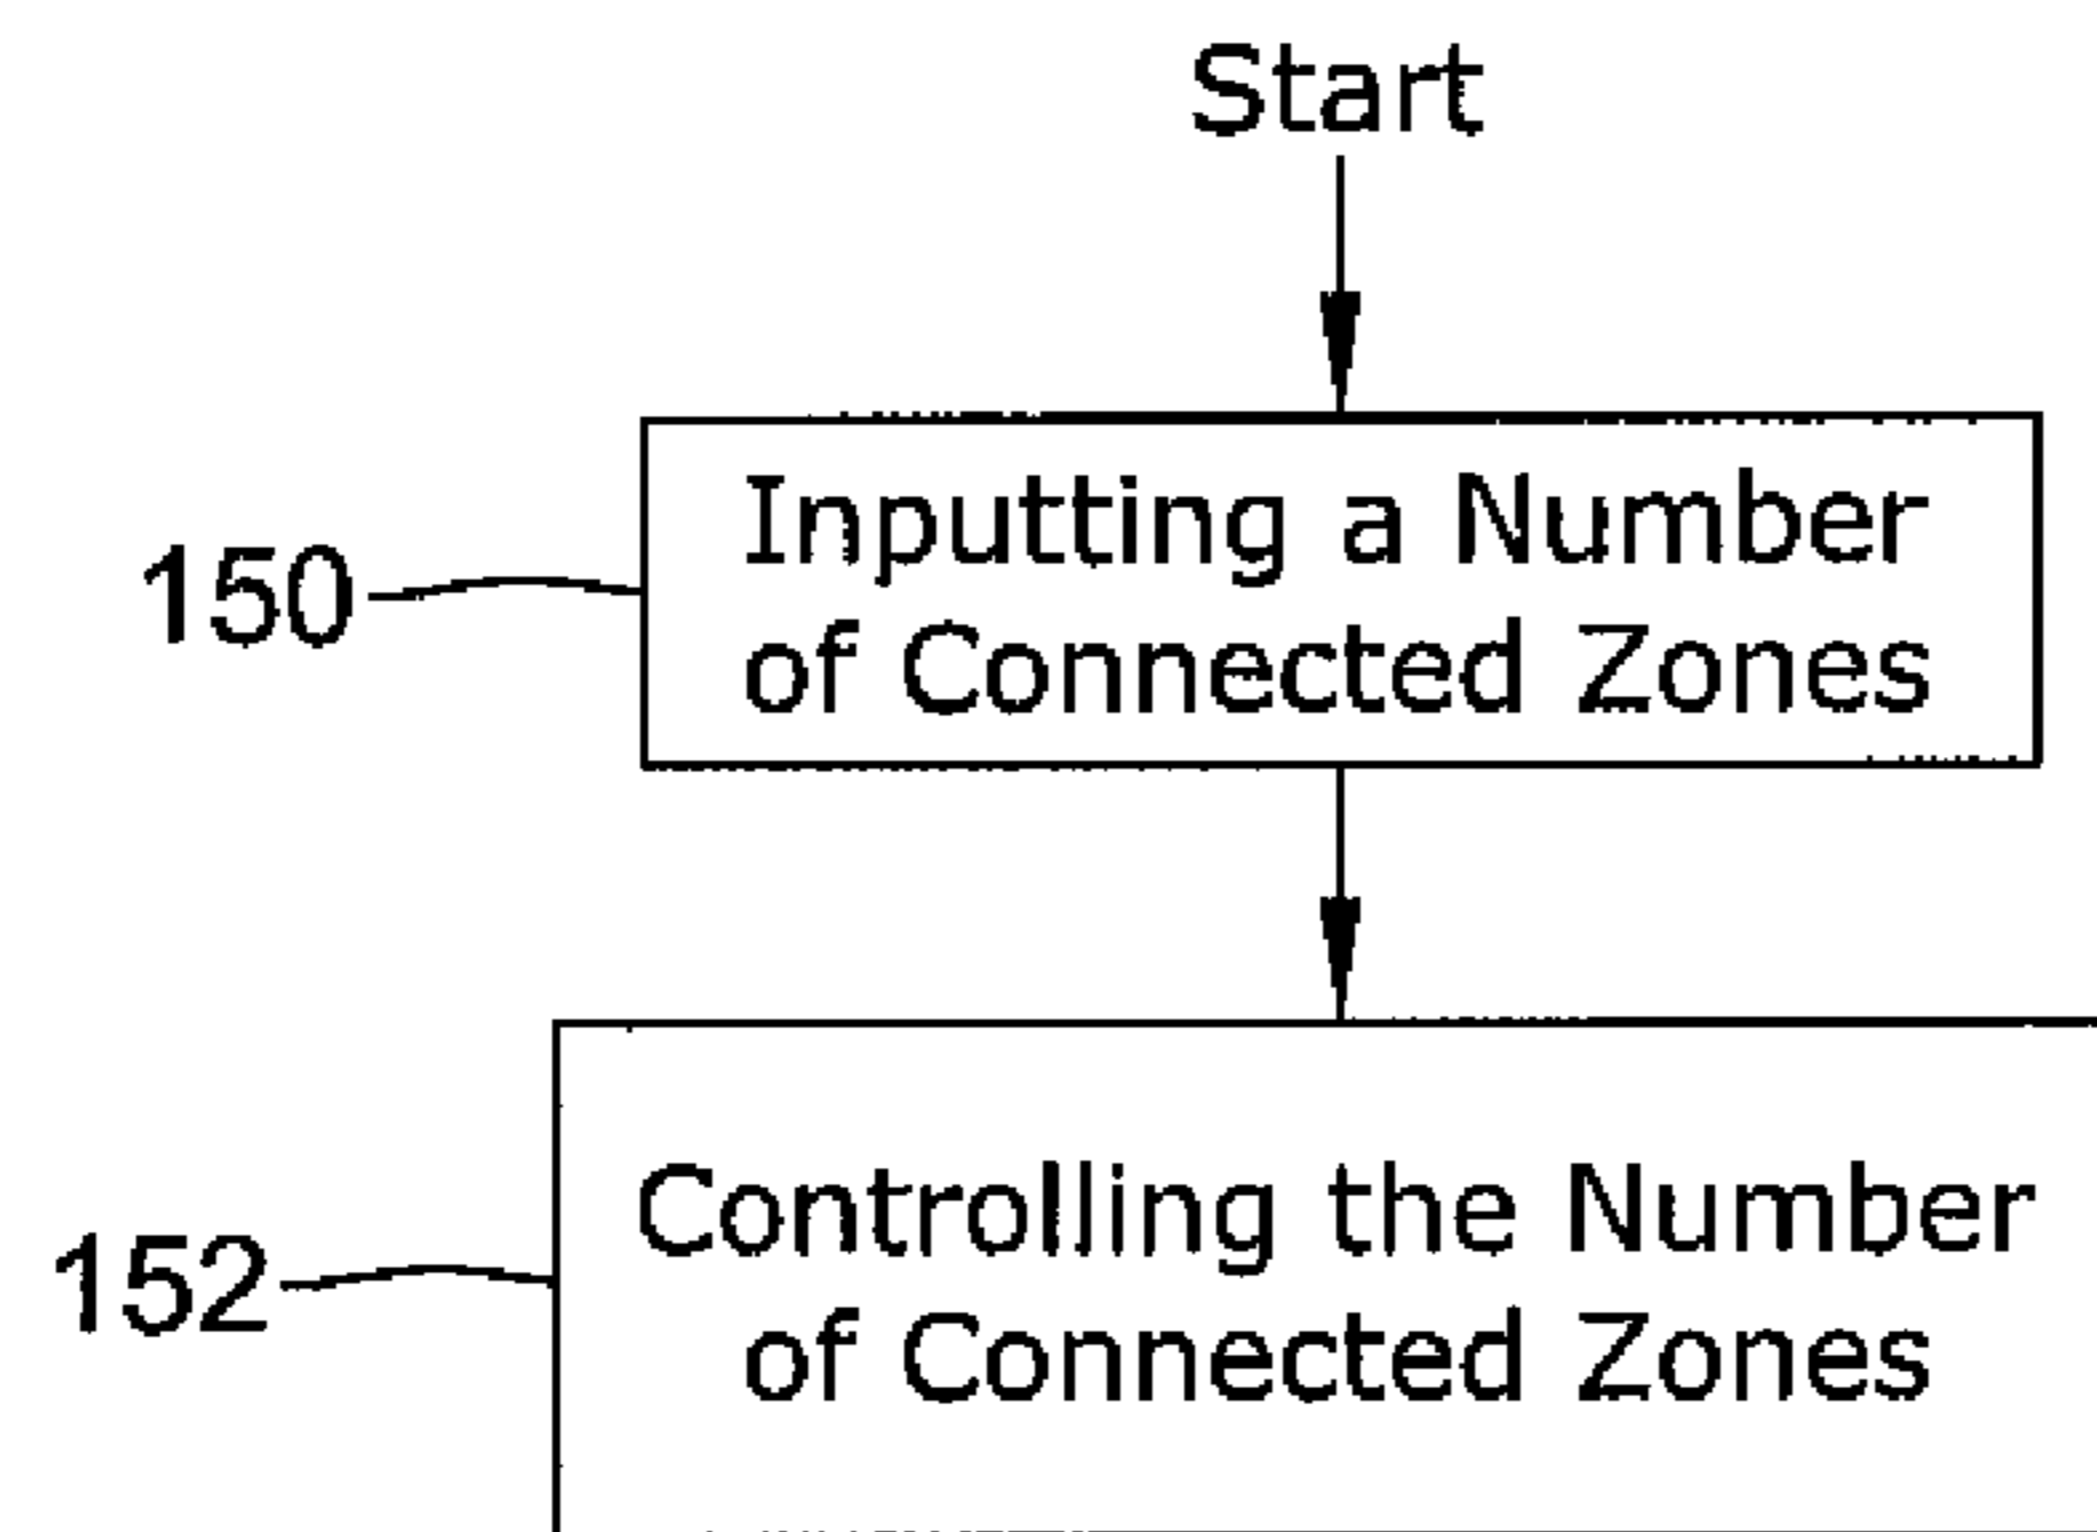 Start
150
Inputting a Number
of Connected Zones
152
Controlling the Number
of Connected Zones